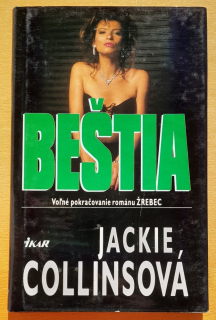 BEŠTIA
Voľné pokračovanie románu ŽREBEC
IKAR
JACKIE
COLLINSOVÁ